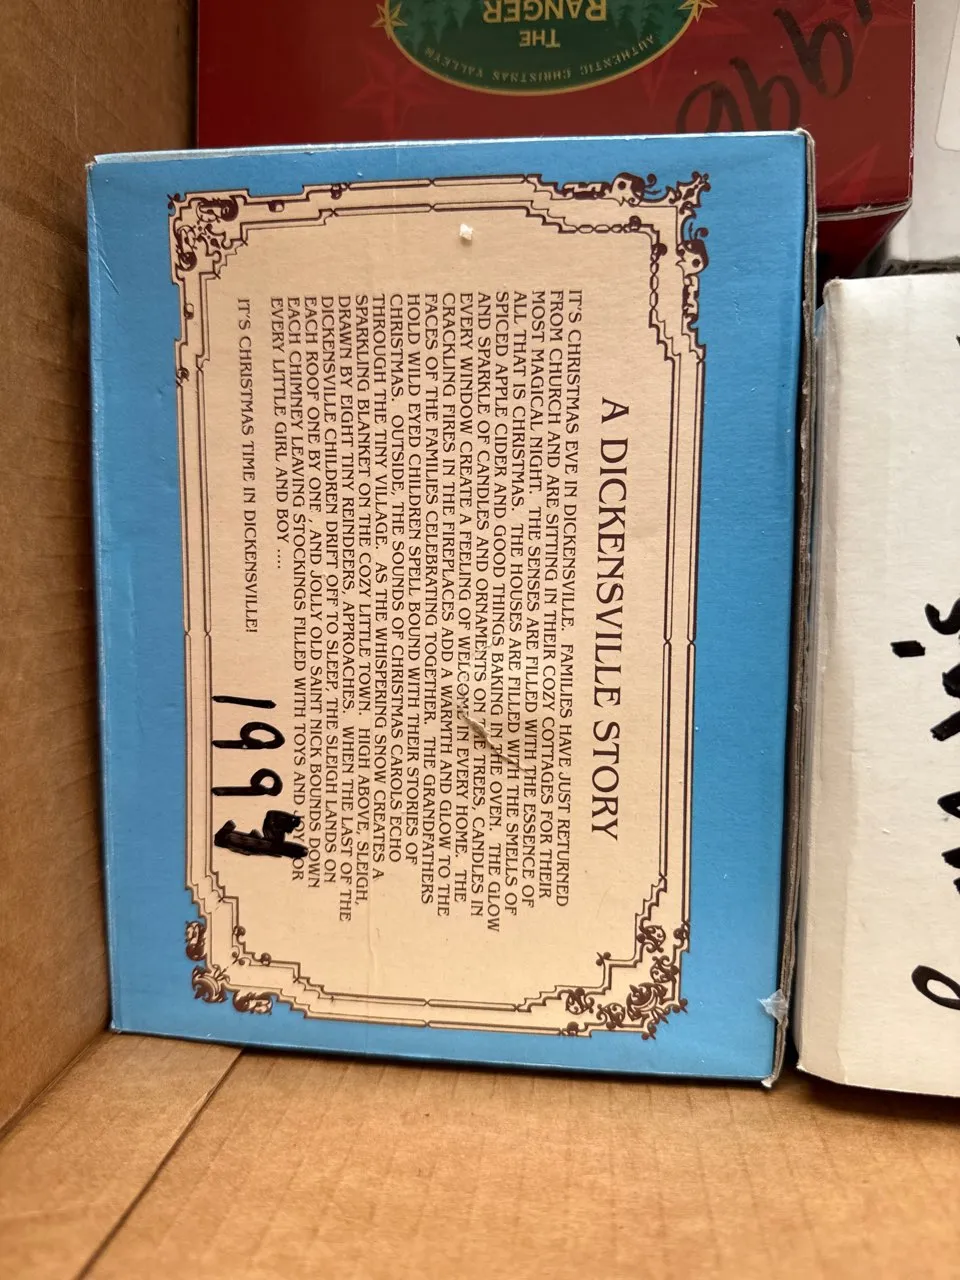 A DICKENSVILLE STORY
IT'S CHRISTMAS EVE IN DICKENSVILLE. FAMILIES HAVE JUST RETURNED
FROM CHURCH AND ARE SITTING IN THEIR COZY COTTAGES FOR THEIR
MOST MAGICAL NIGHT. THE SENSES ARE FILLED WITH THE ESSENCE OF
ALL THAT IS CHRISTMAS. THE HOUSES ARE FILLED WITH THE SMELLS OF
SPICED APPLE CIDER AND GOOD THINGS BAKING IN THE OVEN. THE GLOW
AND SPARKLE OF CANDLES AND ORNAMENTS ON THE TREES, CANDLES IN
EVERY WINDOW CREATE A FEELING OF WELCOME IN EVERY HOME. THE
CRACKLING FIRES IN THE FIREPLACES ADD A WARMTH AND GLOW TO THE
FACES OF THE FAMILIES CELEBRATING TOGETHER. THE GRANDFATHERS
HOLD WILD EYED CHILDREN SPELL BOUND WITH THEIR STORIES OF
CHRISTMAS. OUTSIDE, THE SOUNDS OF CHRISTMAS CAROLS ECHO
THROUGH THE TINY VILLAGE. AS THE WHISPERING SNOW CREATES A
SPARKLING BLANKET ON THE COZY LITTLE TOWN. HIGH ABOVE, SLEIGH,
DRAWN BY EIGHT TINY REINDEERS, APPROACHES. WHEN THE LAST OF THE
DICKENSVILLE CHILDREN DRIFT OFF TO SLEEP, THE SLEIGH LANDS ON
EACH ROOF ONE BY ONE , AND JOLLY OLD SAINT NICK BOUNDS DOWN
EACH CHIMNEY LEAVING STOCKINGS FILLED WITH TOYS AND JOY FOR
EVERY LITTLE GIRL AND BOY ....
IT'S CHRISTMAS TIME IN DICKENSVILLE!
1994
THE
RANGER
AUTHENTIC CHRISTMAS VALLEY